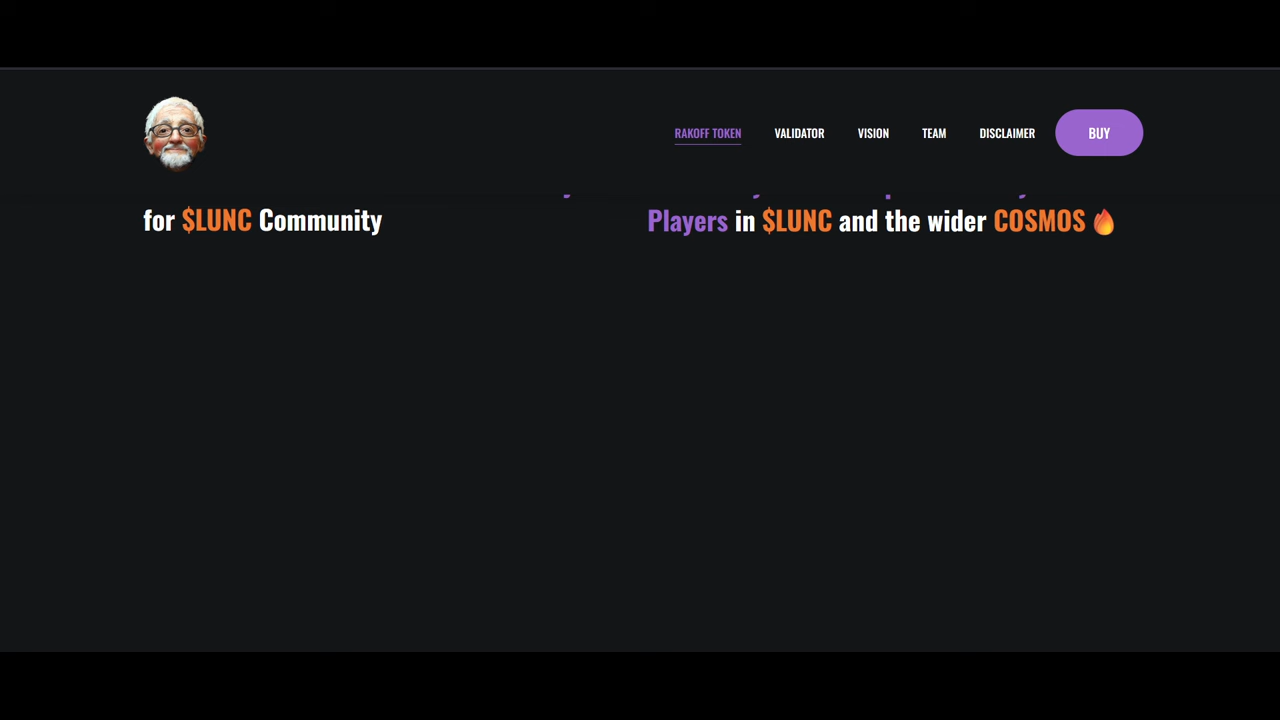 RAKOFF TOKEN VALIDATOR VISION TEAM DISCLAIMER BUY
for $LUNC Community
Players in $LUNC and the wider COSMOS 🔥